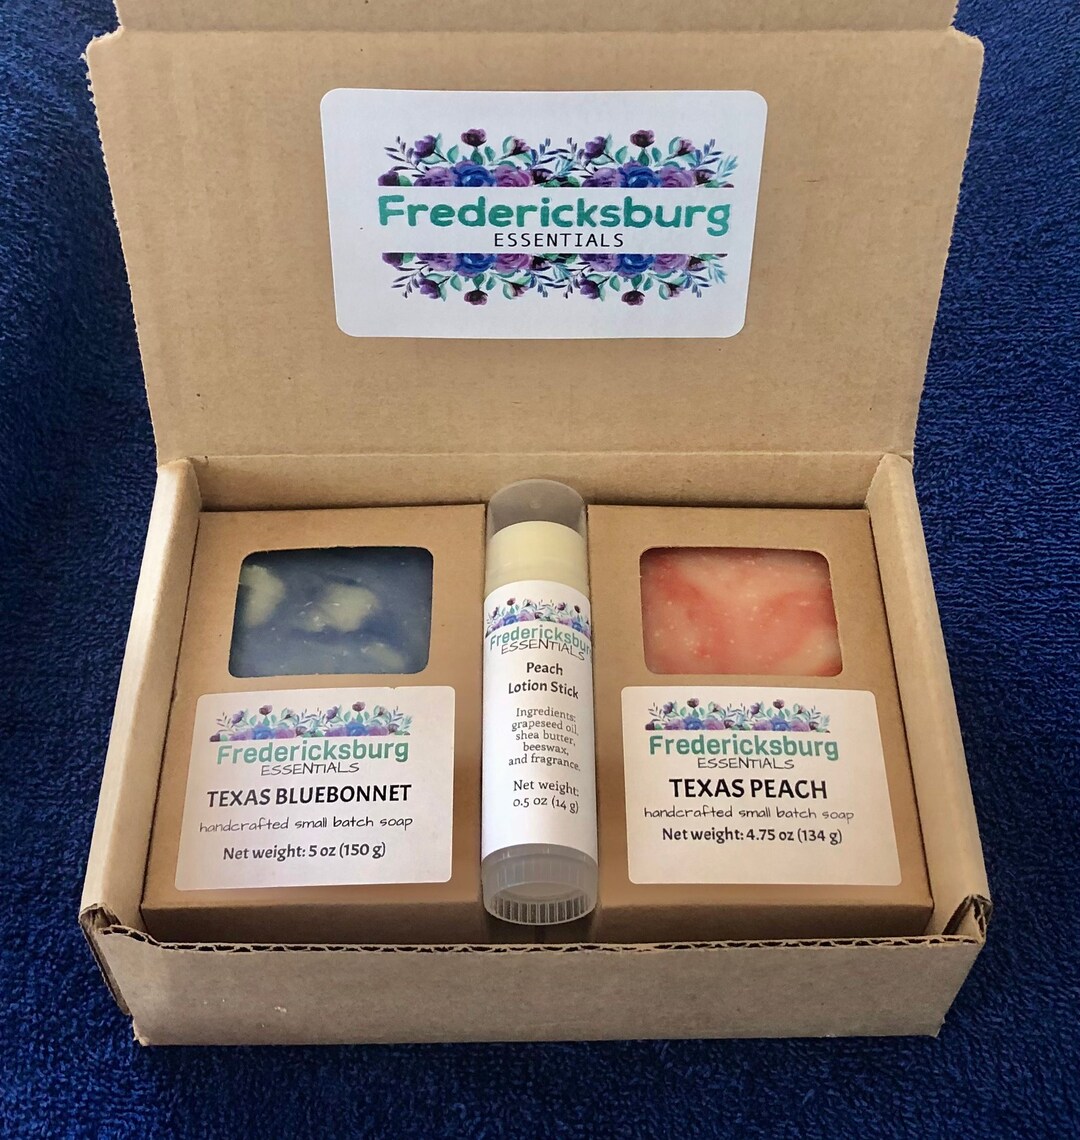 Fredericksburg
ESSENTIALS
Fredericksburg
ESSENTIALS
TEXAS BLUEBONNET
handcrafted small batch soap
Net weight: 5 oz (150 g)
Fredericksburg
ESSENTIALS
Peach
Lotion Stick
Ingredients:
grapeseed oil,
shea butter,
beeswax,
and fragrance.
Net weight:
0.5 oz (14 g)
Fredericksburg
ESSENTIALS
TEXAS PEACH
handcrafted small batch soap
Net weight: 4.75 oz (134 g)